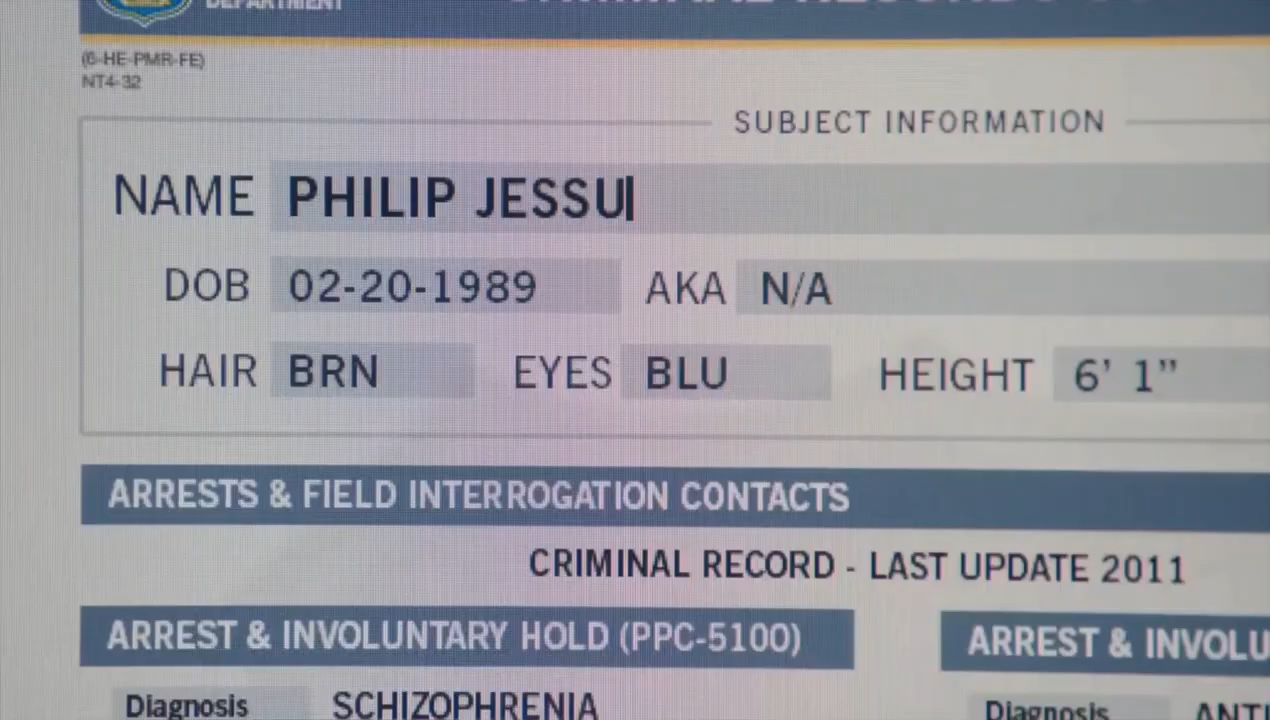 DEPARTMENT
(6-HE-PMR-FE)
NT4-32
SUBJECT INFORMATION
NAME PHILIP JESSU
DOB 02-20-1989 AKA N/A
HAIR BRN EYES BLU HEIGHT 6' 1"
ARRESTS & FIELD INTERROGATION CONTACTS
CRIMINAL RECORD - LAST UPDATE 2011
ARREST & INVOLUNTARY HOLD (PPC-5100) ARREST & INVOLU
Diagnosis SCHIZOPHRENIA Diagnosis ANTI